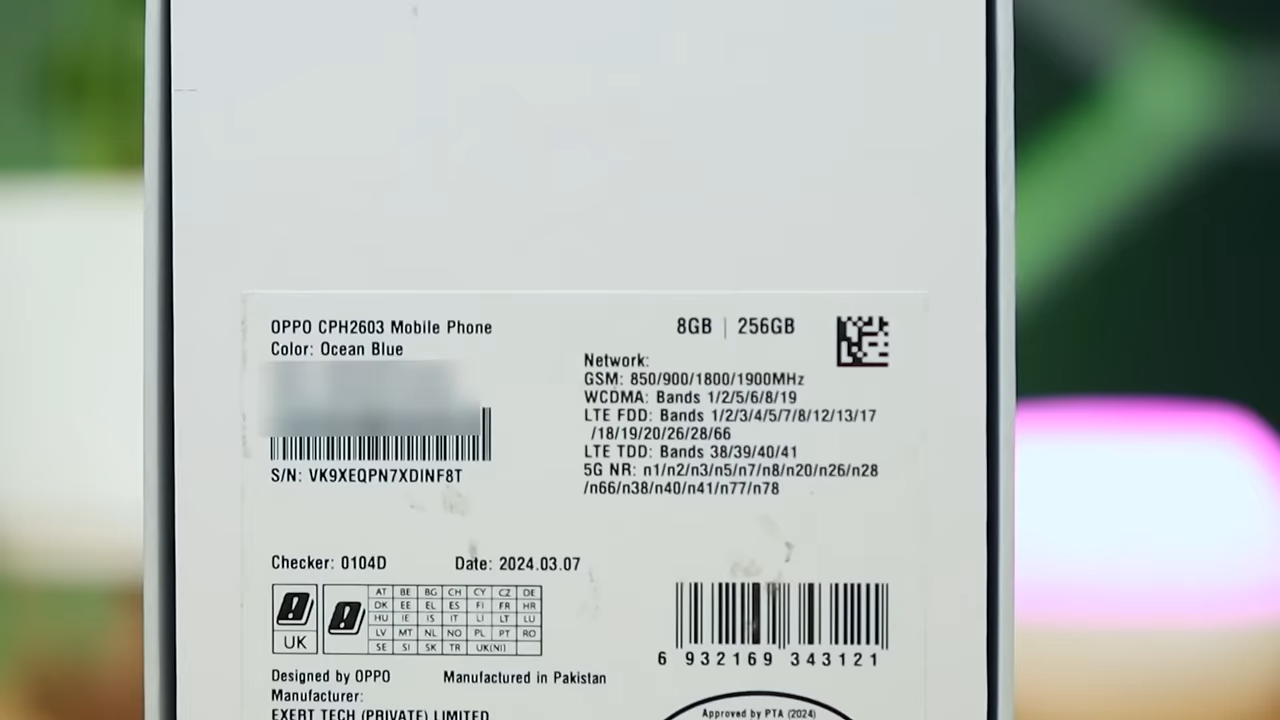 OPPO CPH2603 Mobile Phone
Color: Ocean Blue
S/N: VK9XEQPN7XDINF8T
8GB | 256GB
Network:
GSM: 850/900/1800/1900MHz
WCDMA: Bands 1/2/5/6/8/19
LTE FDD: Bands 1/2/3/4/5/7/8/12/13/17
/18/19/20/26/28/66
LTE TDD: Bands 38/39/40/41
5G NR: n1/n2/n3/n5/n7/n8/n20/n26/n28
/n66/n38/n40/n41/n77/n78
Checker: 0104D Date: 2024.03.07
UK
AT BE BG CH CY CZ DE
DK EE EL ES FI FR HR
HU IE IS IT LI LT LU
LV MT NL NO PL PT RO
SE SI SK TR UK(NI)
6 932169 343121
Designed by OPPO Manufactured in Pakistan
Manufacturer:
EXERT TECH (PRIVATE) LIMITED
Approved by PTA (2024)